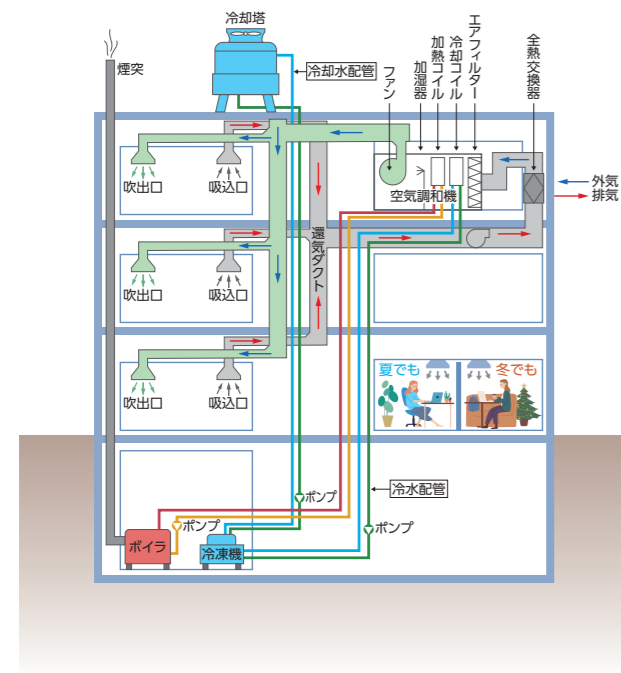 冷却塔
煙突
冷却水配管
ファン
加湿器
加熱コイル
冷却コイル
エアフィルター
全熱交換器
外気
排気
空気調和機
吹出口
吸込口
還気ダクト
吹出口
吸込口
吹出口
吸込口
夏でも
冬でも
ポンプ
冷水配管
ポンプ
ポンプ
ボイラ
冷凍機